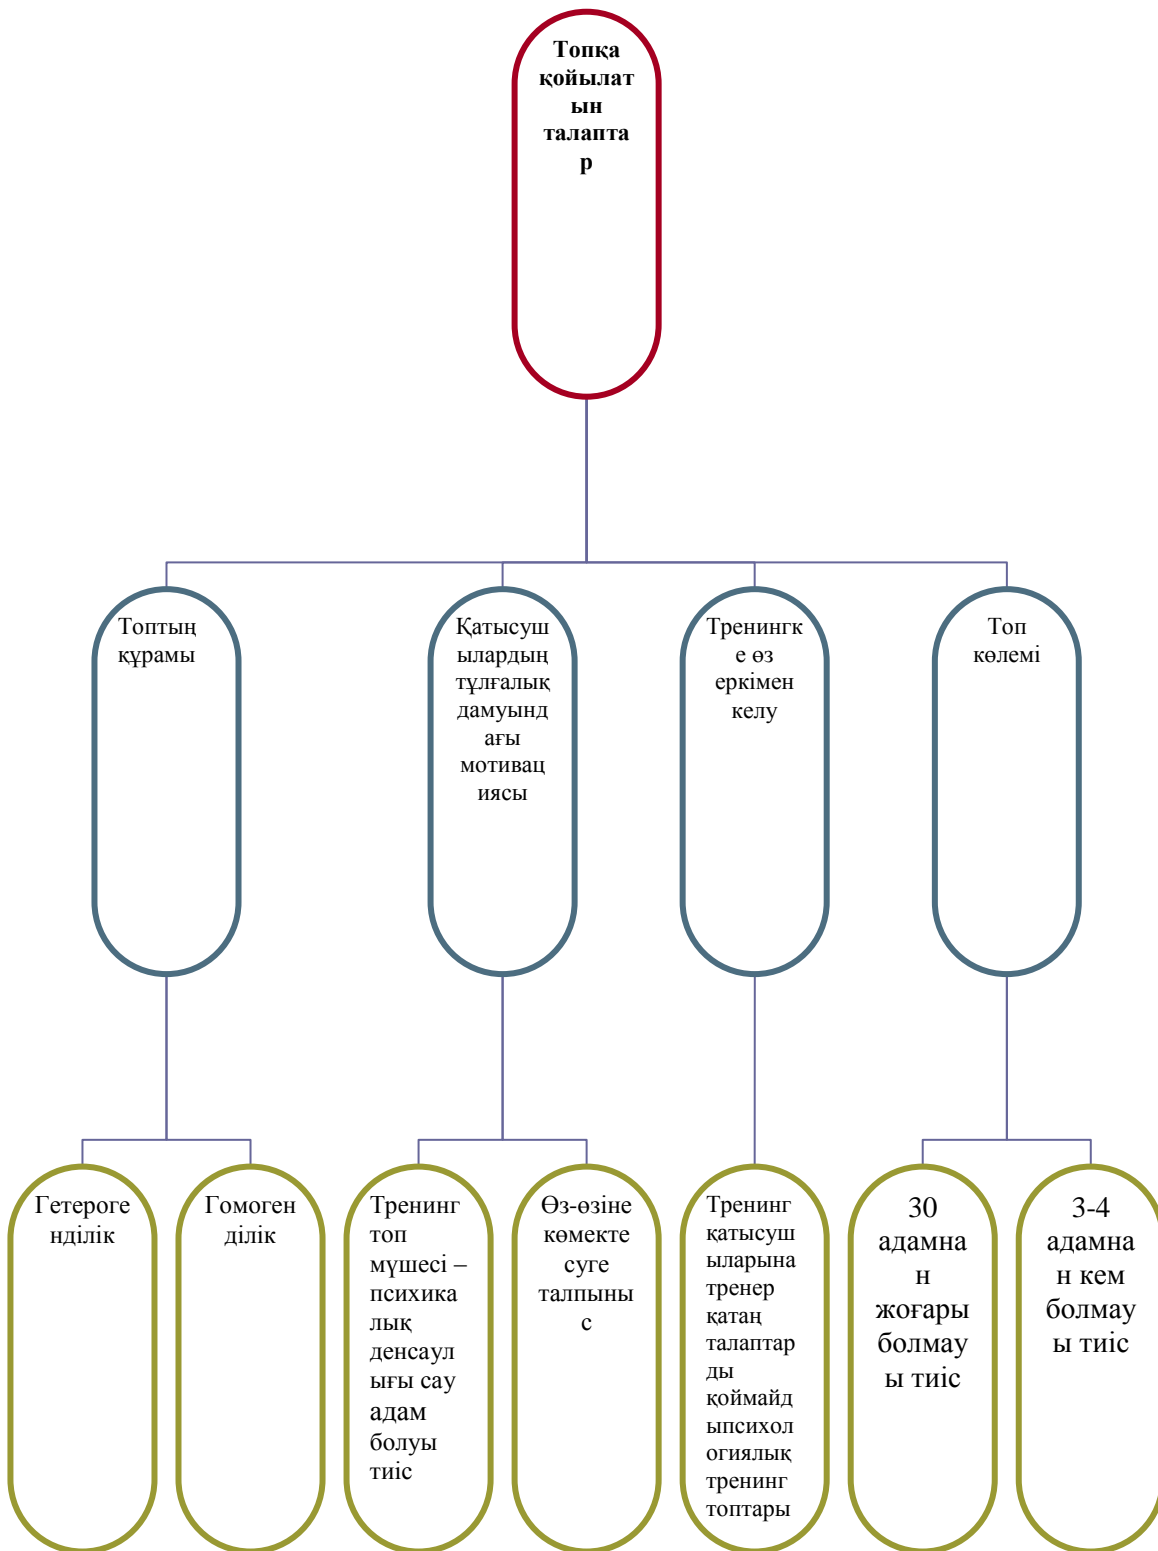 Топқа
қойылат
ын
талапта
р
Топтың
құрамы
Қатысуш
ылардың
тұлғалық
дамуынд
ағы
мотивац
иясы
Тренингк
е өз
еркімен
келу
Топ
көлемі
Гетероге
нділік
Гомоген
ділік
Тренинг
топ
мүшесі –
психика
лық
денсаул
ығы сау
адам
болуы
тиіс
Өз-өзіне
көмекте
суге
талпыны
с
Тренинг
қатысуш
ыларына
тренер
қатаң
талаптар
ды
қоймайд
ыпсихол
огиялық
тренинг
топтары
30
адамна
н
жоғары
болмау
ы тиіс
3-4
адамна
н кем
болмау
ы тиіс